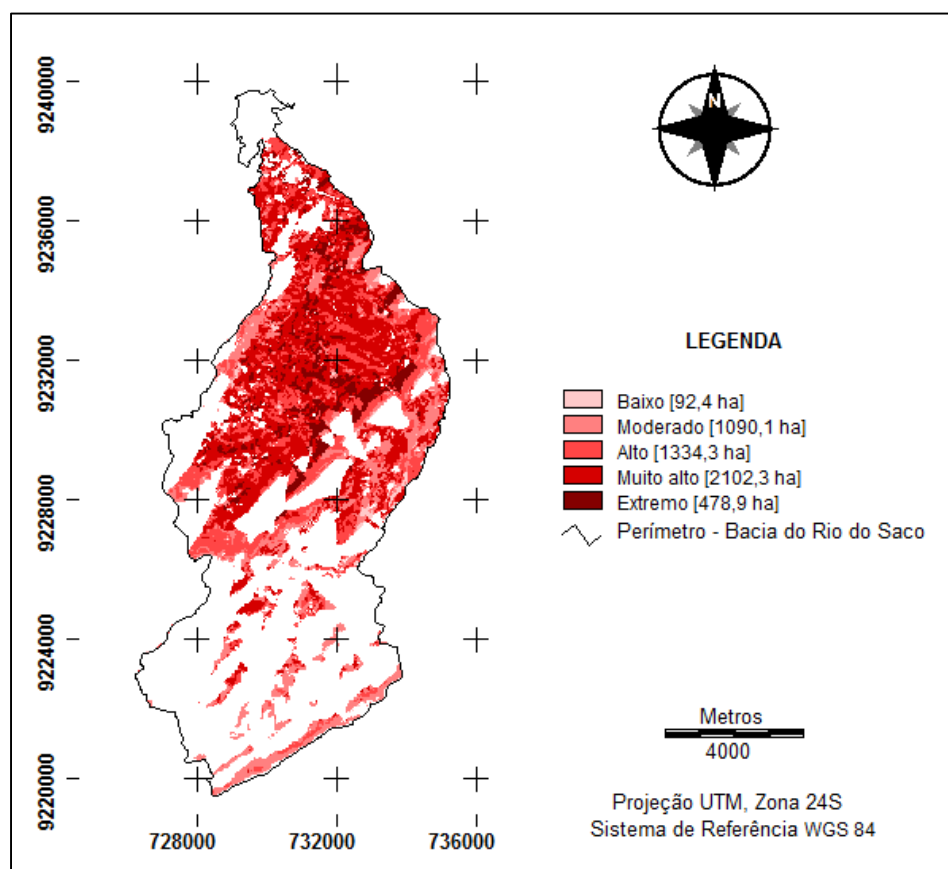 9240000
9236000
9232000
9228000
9224000
9220000
728000
732000
736000
N
LEGENDA
Baixo [92,4 ha]
Moderado [1090,1 ha]
Alto [1334,3 ha]
Muito alto [2102,3 ha]
Extremo [478,9 ha]
Perímetro - Bacia do Rio do Saco
Metros
4000
Projeção UTM, Zona 24S
Sistema de Referência WGS 84